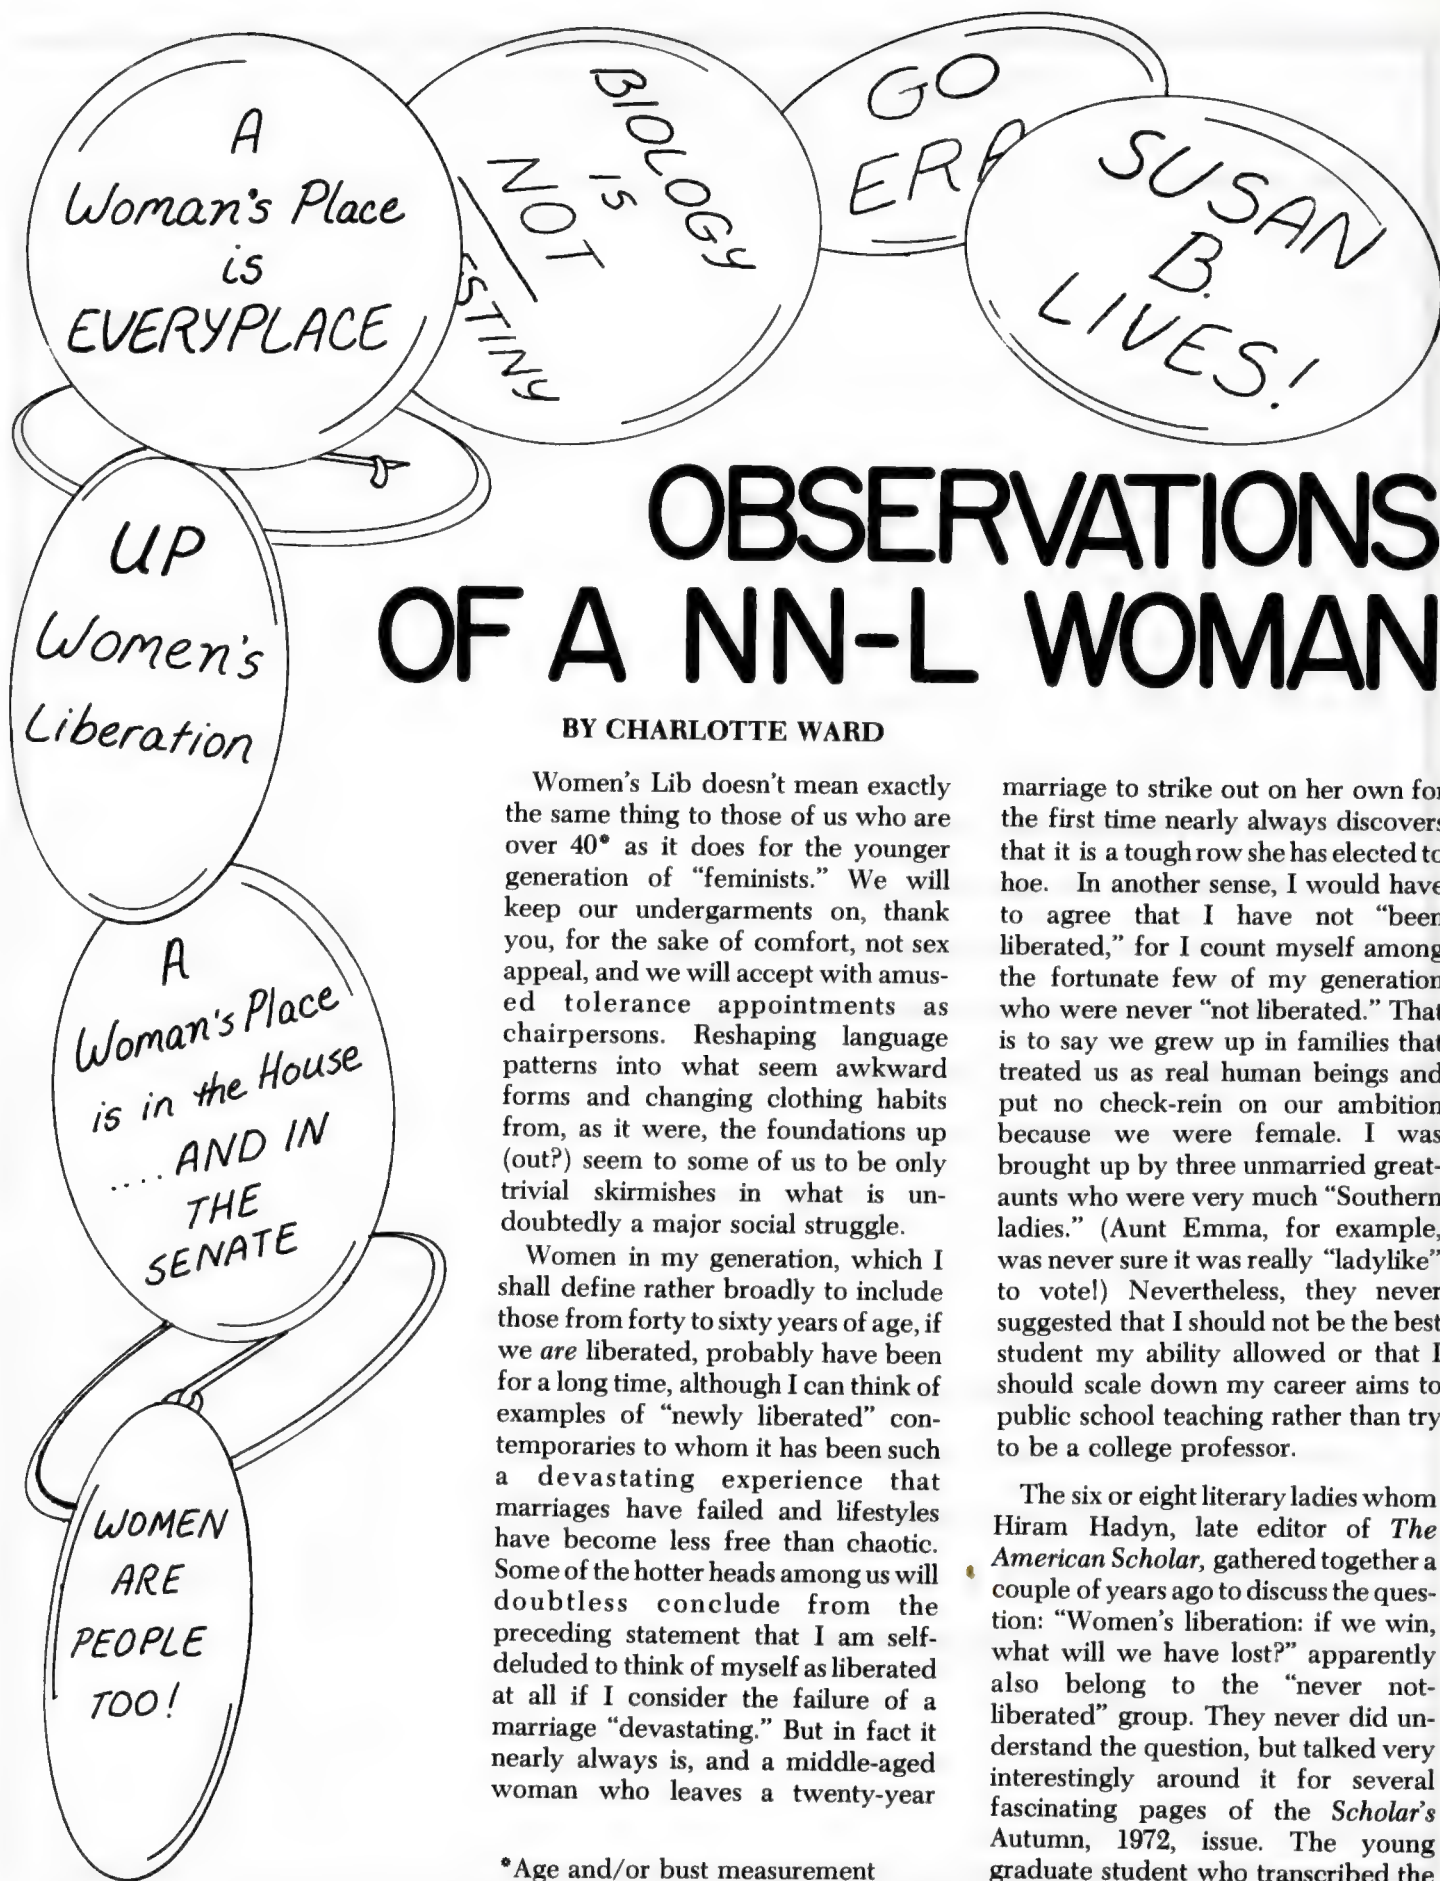 A
Woman's Place
is
EVERYPLACE
BIOLOGY
IS
NOT
GO
SUSAN
B.
LIVES!
UP
Women's
Liberation
A
Woman's Place
is in the House
.... AND IN
THE
SENATE
WOMEN
ARE
PEOPLE
TOO!
OBSERVATIONS
OF A NN-L WOMAN
BY CHARLOTTE WARD
Women's Lib doesn't mean exactly
the same thing to those of us who are
over 40* as it does for the younger
generation of “feminists.” We will
keep our undergarments on, thank
you, for the sake of comfort, not sex
appeal, and we will accept with amus-
ed tolerance appointments as
chairpersons. Reshaping language
patterns into what seem awkward
forms and changing clothing habits
from, as it were, the foundations up
(out?) seem to some of us to be only
trivial skirmishes in what is un-
doubtedly a major social struggle.
Women in my generation, which I
shall define rather broadly to include
those from forty to sixty years of age, if
we are liberated, probably have been
for a long time, although I can think of
examples of “newly liberated” con-
temporaries to whom it has been such
a devastating experience that
marriages have failed and lifestyles
have become less free than chaotic.
Some of the hotter heads among us will
doubtless conclude from the
preceding statement that I am self-
deluded to think of myself as liberated
at all if I consider the failure of a
marriage “devastating.” But in fact it
nearly always is, and a middle-aged
woman who leaves a twenty-year
*Age and/or bust measurement
marriage to strike out on her own for
the first time nearly always discovers
that it is a tough row she has elected to
hoe. In another sense, I would have
to agree that I have not “been
liberated,” for I count myself among
the fortunate few of my generation
who were never “not liberated.” That
is to say we grew up in families that
treated us as real human beings and
put no check-rein on our ambition
because we were female. I was
brought up by three unmarried great-
aunts who were very much “Southern
ladies.” (Aunt Emma, for example,
was never sure it was really “ladylike”
to vote!) Nevertheless, they never
suggested that I should not be the best
student my ability allowed or that I
should scale down my career aims to
public school teaching rather than try
to be a college professor.
The six or eight literary ladies whom
Hiram Hadyn, late editor of The
American Scholar, gathered together a
couple of years ago to discuss the ques-
tion: “Women's liberation: if we win,
what will we have lost?” apparently
also belong to the “never not-
liberated” group. They never did un-
derstand the question, but talked very
interestingly around it for several
fascinating pages of the Scholar's
Autumn, 1972, issue. The young
graduate student who transcribed the